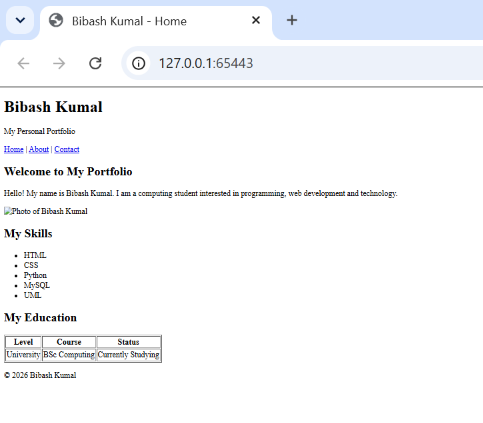 Bibash Kumal - Home
127.0.0.1:65443
Bibash Kumal
My Personal Portfolio
Home | About | Contact
Welcome to My Portfolio
Hello! My name is Bibash Kumal. I am a computing student interested in programming, web development and technology.
Photo of Bibash Kumal
My Skills
HTML
CSS
Python
MySQL
UML
My Education
Level Course Status
University BSc Computing Currently Studying
© 2026 Bibash Kumal